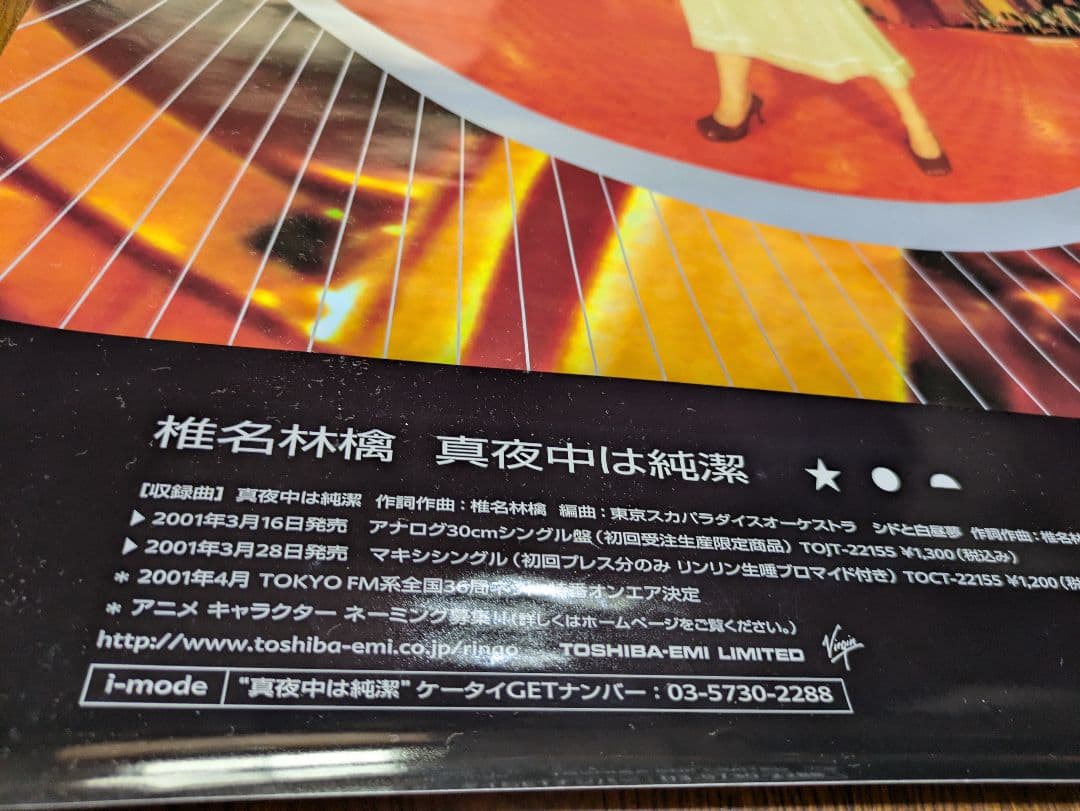 椎名林檎 真夜中は純潔 ★ ●
[収録曲] 真夜中は純潔 作詞作曲：椎名林檎 編曲：東京スカパラダイスオーケストラ シドと白昼夢 作詞作曲：椎名林
▶ 2001年3月16日発売 アナログ30cmシングル盤（初回受注生産限定商品）TOJT-22155 ¥1,300（税込み）
▶ 2001年3月28日発売 マキシシングル（初回プレス分のみ リンリン生唾ブロマイド付き）TOCT-22155 ¥1,200（税
＊ 2001年4月 TOKYO FM系全国36局ネット オンエア決定
＊ アニメ キャラクター ネーミング募集!!（詳しくはホームページをご覧ください。）
http://www.toshiba-emi.co.jp/ringo TOSHIBA-EMI LIMITED Virgin
i-mode “真夜中は純潔” ケータイGETナンバー：03-5730-2288